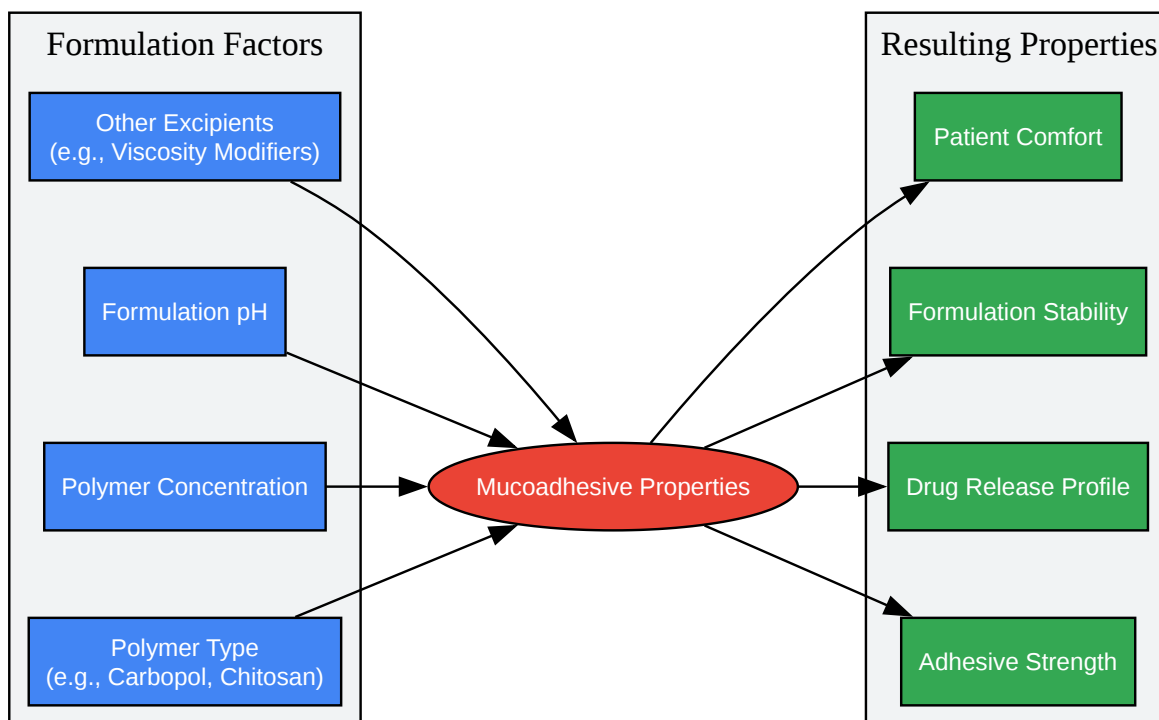 Formulation Factors
Other Excipients
(e.g., Viscosity Modifiers)
Formulation pH
Polymer Concentration
Polymer Type
(e.g., Carbopol, Chitosan)
Mucoadhesive Properties
Resulting Properties
Patient Comfort
Formulation Stability
Drug Release Profile
Adhesive Strength